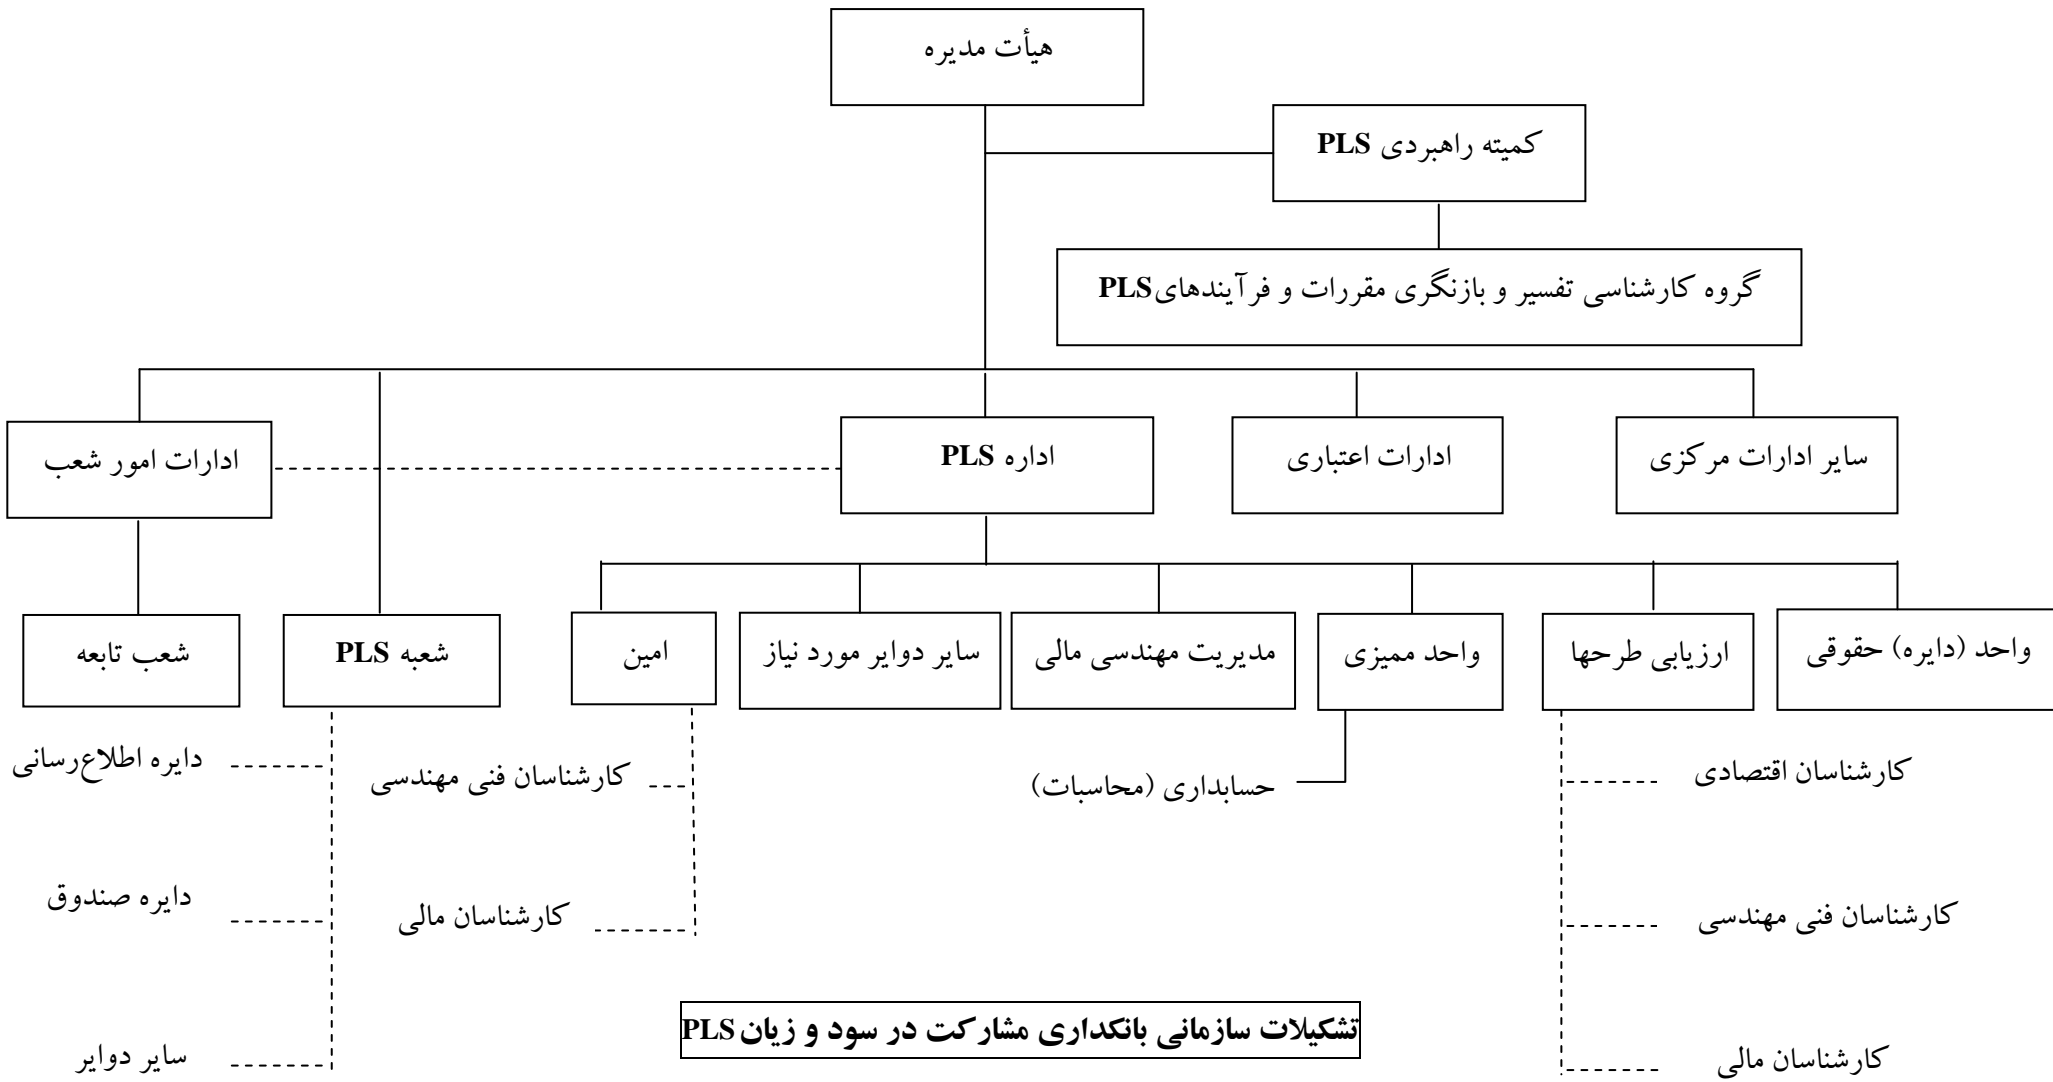 هیأت مدیره
کمیته راهبردی PLS
گروه کارشناسی تفسیر و بازنگری مقررات و فرآیندهایPLS
سایر ادارات مرکزی
ادارات اعتباری
اداره PLS
ادارات امور شعب
واحد (دایره) حقوقی
ارزیابی طرحها
واحد ممیزی
مدیریت مهندسی مالی
سایر دوایر مورد نیاز
امین
شعبه PLS
شعب تابعه
کارشناسان اقتصادی
حسابداری (محاسبات)
کارشناسان فنی مهندسی
دایره اطلاع‌رسانی
کارشناسان فنی مهندسی
کارشناسان مالی
دایره صندوق
کارشناسان مالی
سایر دوایر
تشکیلات سازمانی بانکداری مشارکت در سود و زیان PLS